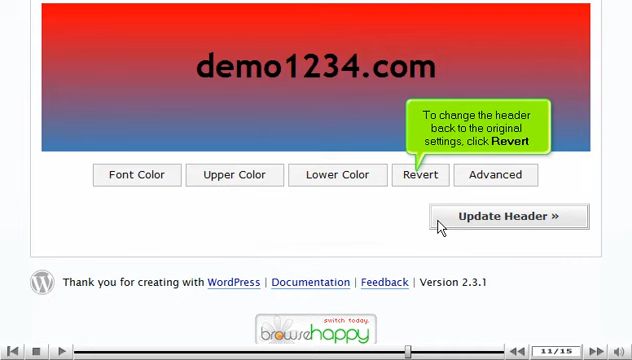 demo1234.com
To change the header
back to the original
settings, click Revert
Font Color
Upper Color
Lower Color
Revert
Advanced
Update Header »
Thank you for creating with WordPress | Documentation | Feedback | Version 2.3.1
switch today.
browsehappy
11/15